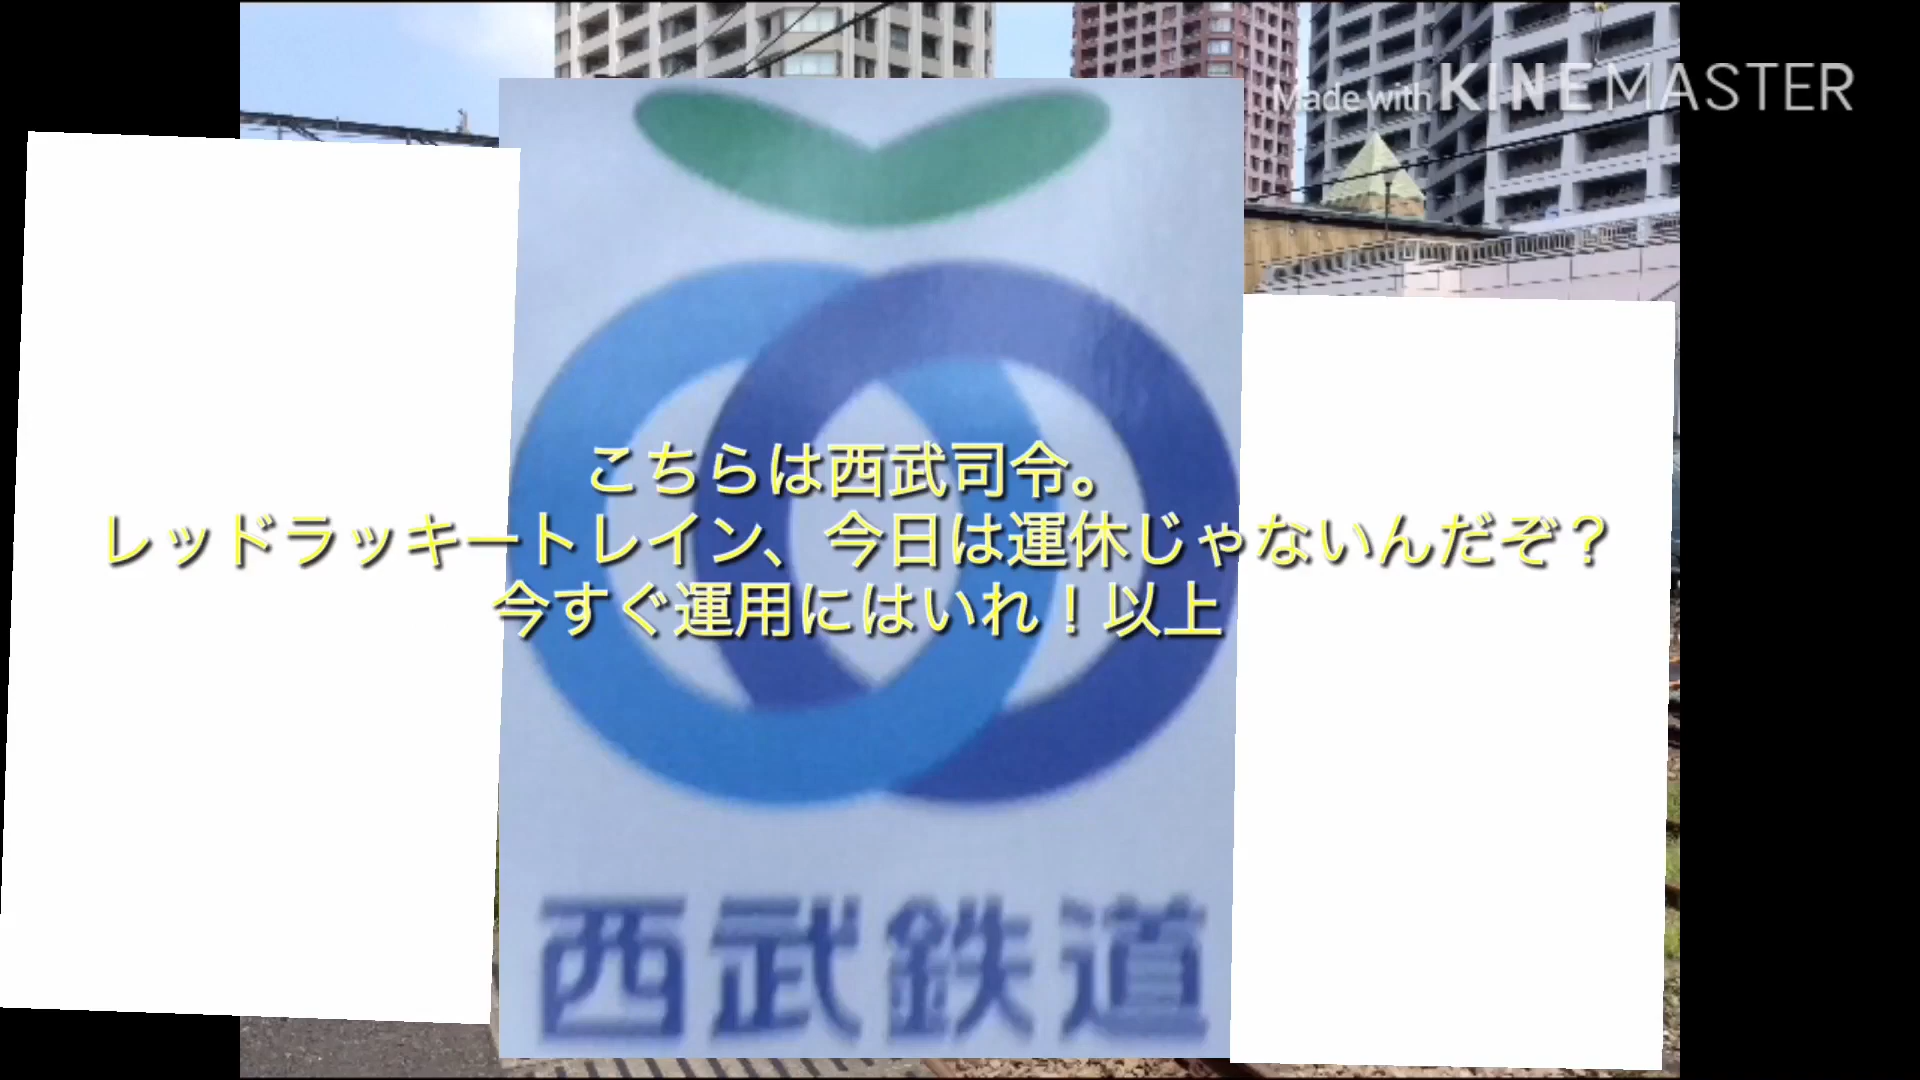 Made with KINEMASTER
こちらは西武司令。
レッドラッキートレイン、今日は運休じゃないんだぞ？
今すぐ運用にはいれ！以上
西武鉄道